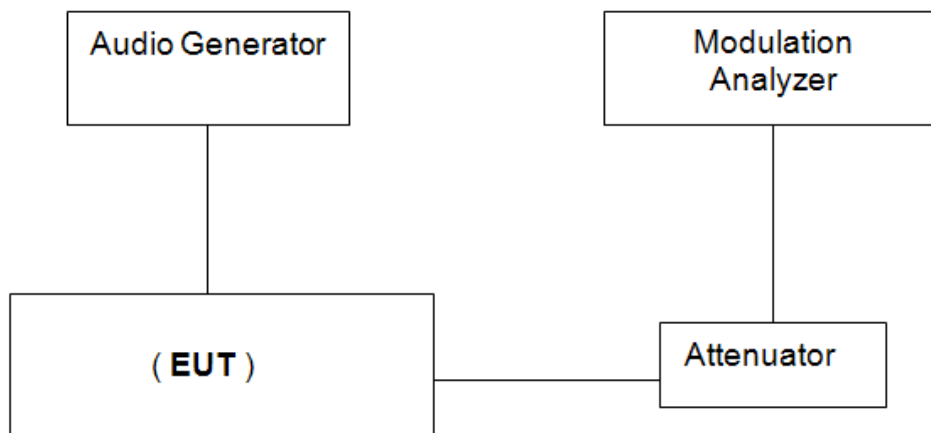 Audio Generator
Modulation
Analyzer
( EUT )
Attenuator